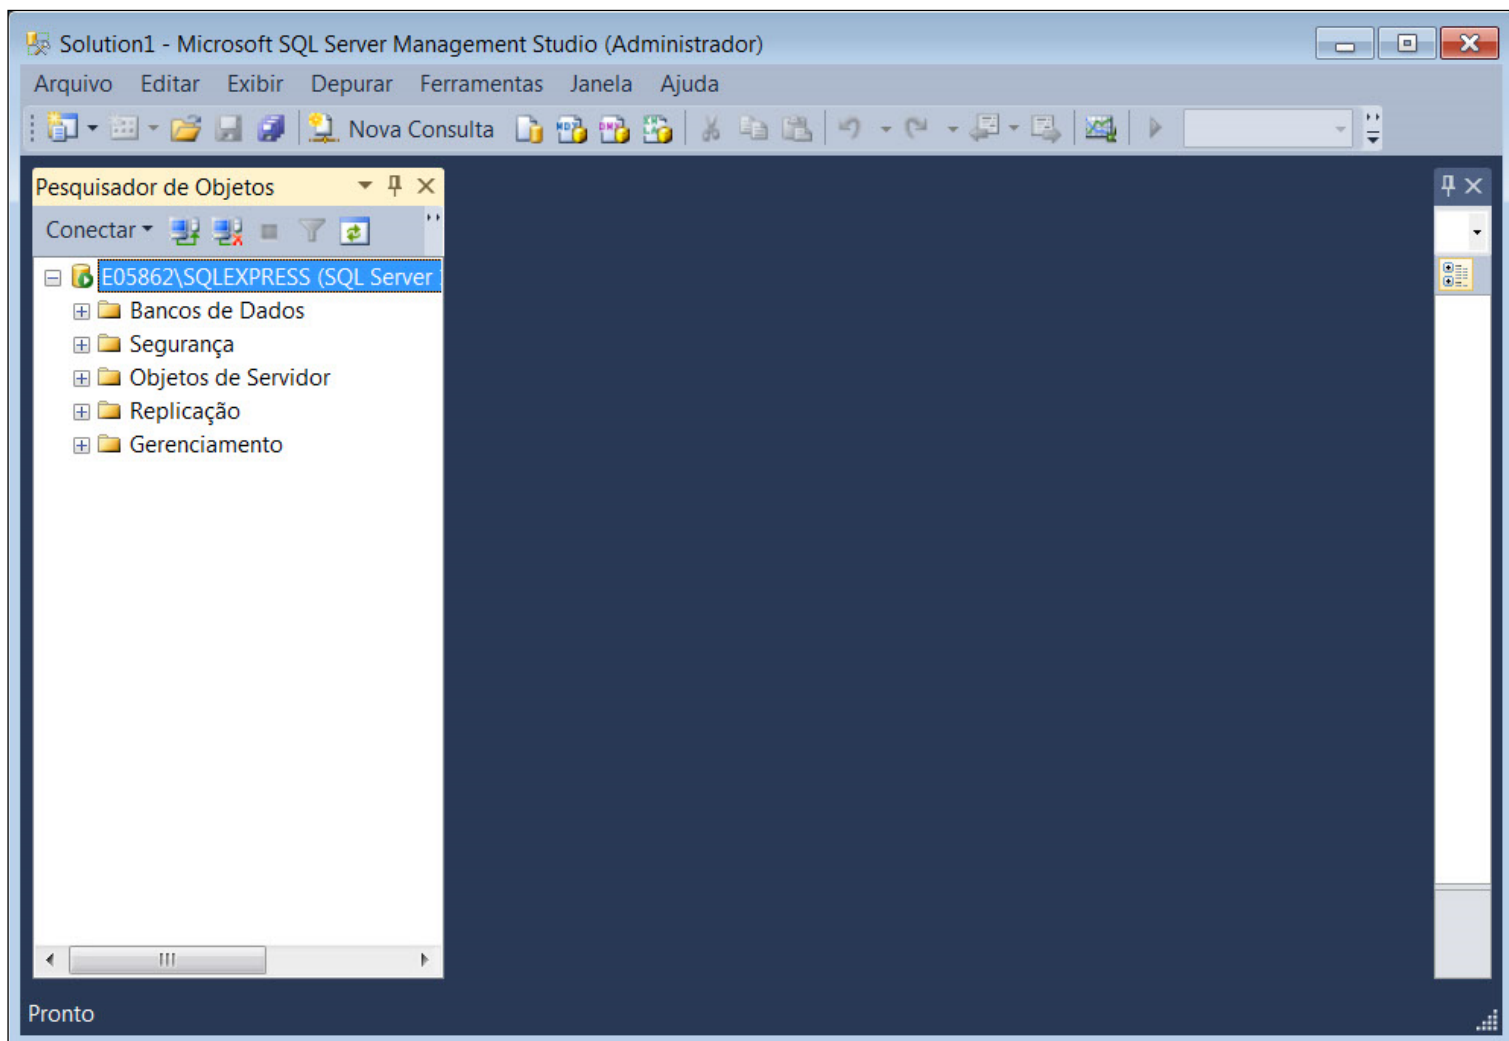 Solution1 - Microsoft SQL Server Management Studio (Administrador)
Arquivo Editar Exibir Depurar Ferramentas Janela Ajuda
Nova Consulta
Pesquisador de Objetos
Conectar
E05862\SQLEXPRESS (SQL Server
Bancos de Dados
Segurança
Objetos de Servidor
Replicação
Gerenciamento
Pronto